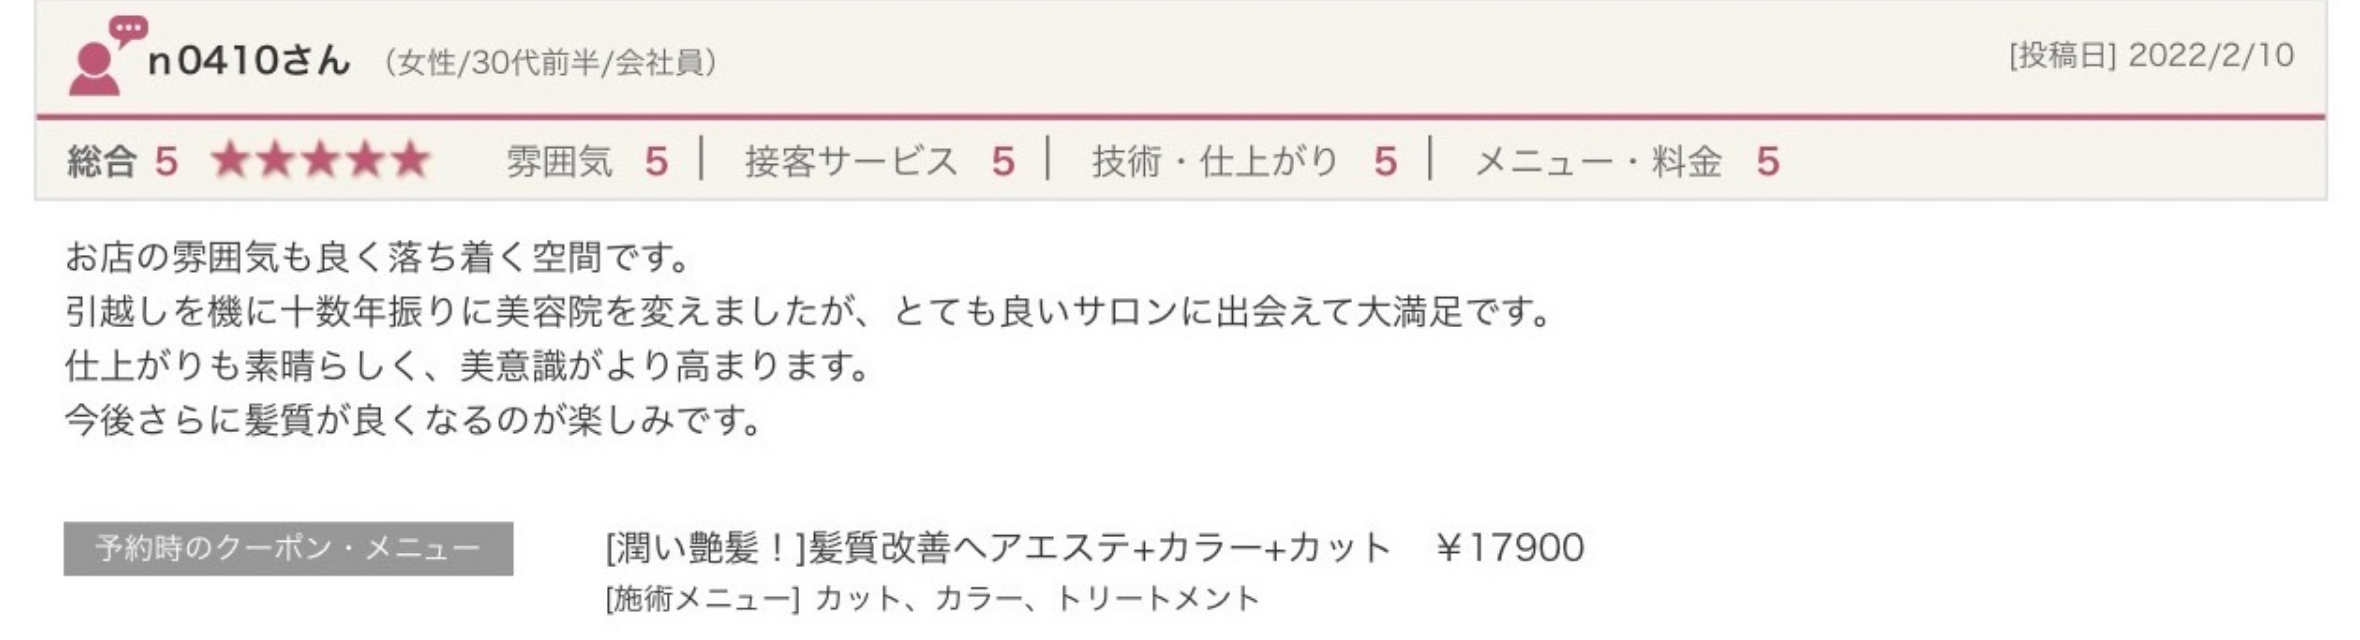 n0410さん （女性/30代前半/会社員） [投稿日] 2022/2/10
総合 5 ★★★★★ 雰囲気 5 | 接客サービス 5 | 技術・仕上がり 5 | メニュー・料金 5
お店の雰囲気も良く落ち着く空間です。
引越しを機に十数年振りに美容院を変えましたが、とても良いサロンに出会えて大満足です。
仕上がりも素晴らしく、美意識がより高まります。
今後さらに髪質が良くなるのが楽しみです。
予約時のクーポン・メニュー [潤い艶髪！]髪質改善ヘアエステ+カラー+カット ￥17900
[施術メニュー] カット、カラー、トリートメント